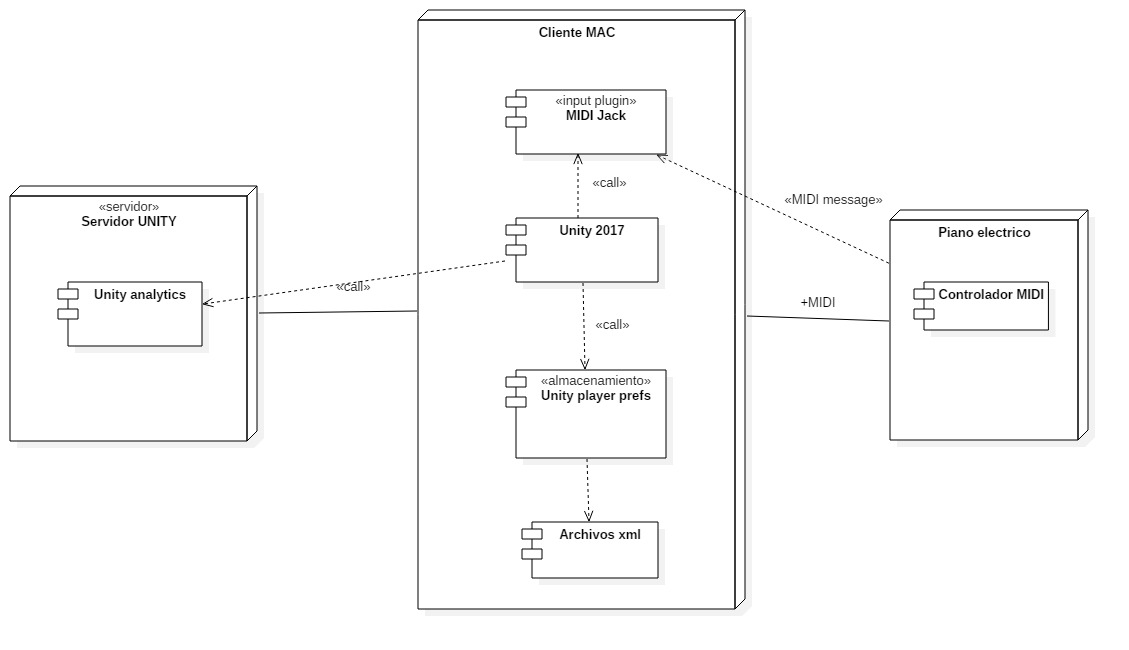 Cliente MAC
«input plugin»
MIDI Jack
«call»
«MIDI message»
«servidor»
Servidor UNITY
Unity 2017
Piano electrico
«call»
Unity analytics
Controlador MIDI
+MIDI
«call»
«almacenamiento»
Unity player prefs
Archivos xml